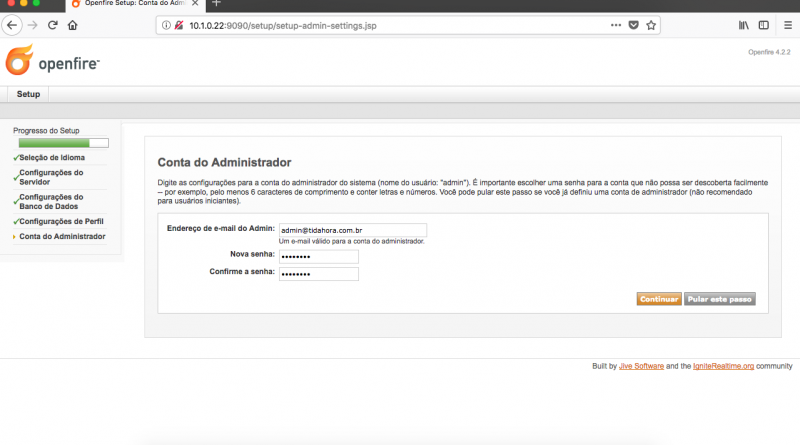 Openfire Setup: Conta do Adm
10.1.0.22:9090/setup/setup-admin-settings.jsp
openfire™
Openfire 4.2.2
Setup
Progresso do Setup
Seleção de Idioma
Configurações do
Servidor
Configurações do
Banco de Dados
Configurações de Perfil
Conta do Administrador
Conta do Administrador
Digite as configurações para a conta do administrador do sistema (nome do usuário: "admin"). É importante escolher uma senha para a conta que não possa ser descoberta facilmente
-- por exemplo, pelo menos 6 caracteres de comprimento e conter letras e números. Você pode pular este passo se você já definiu uma conta de administrador (não recomendado
para usuários iniciantes).
Endereço de e-mail do Admin: admin@tidahora.com.br
Um e-mail válido para a conta do administrador.
Nova senha: ••••••••
Confirme a senha: ••••••••
Continuar Pular este passo
Built by Jive Software and the IgniteRealtime.org community